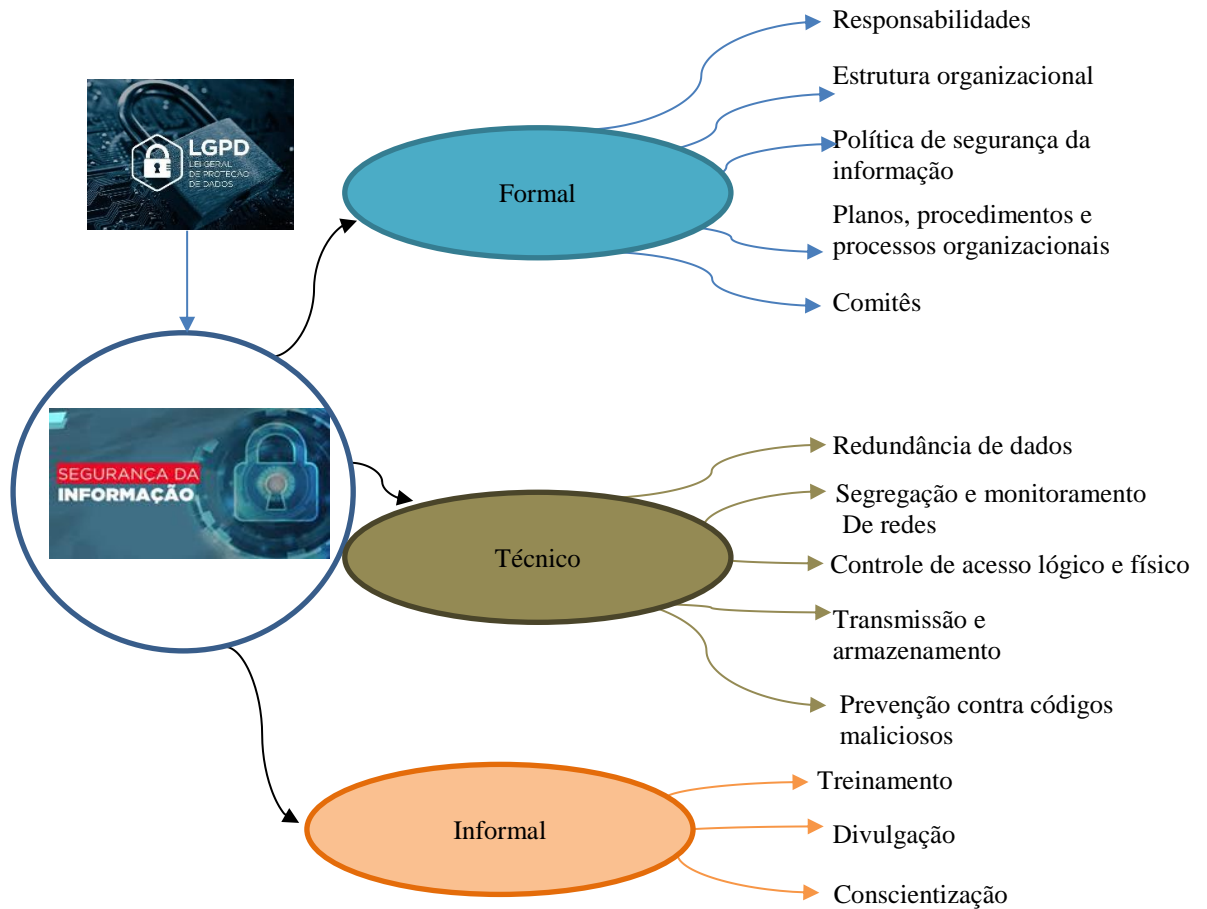 Responsabilidades
Estrutura organizacional
LGPD
LEI GERAL
DE PROTEÇÃO
DE DADOS
Política de segurança da
informação
Formal
Planos, procedimentos e
processos organizacionais
Comitês
SEGURANÇA DA
INFORMAÇÃO
Redundância de dados
Segregação e monitoramento
De redes
Técnico
Controle de acesso lógico e físico
Transmissão e
armazenamento
Prevenção contra códigos
maliciosos
Treinamento
Informal
Divulgação
Conscientização